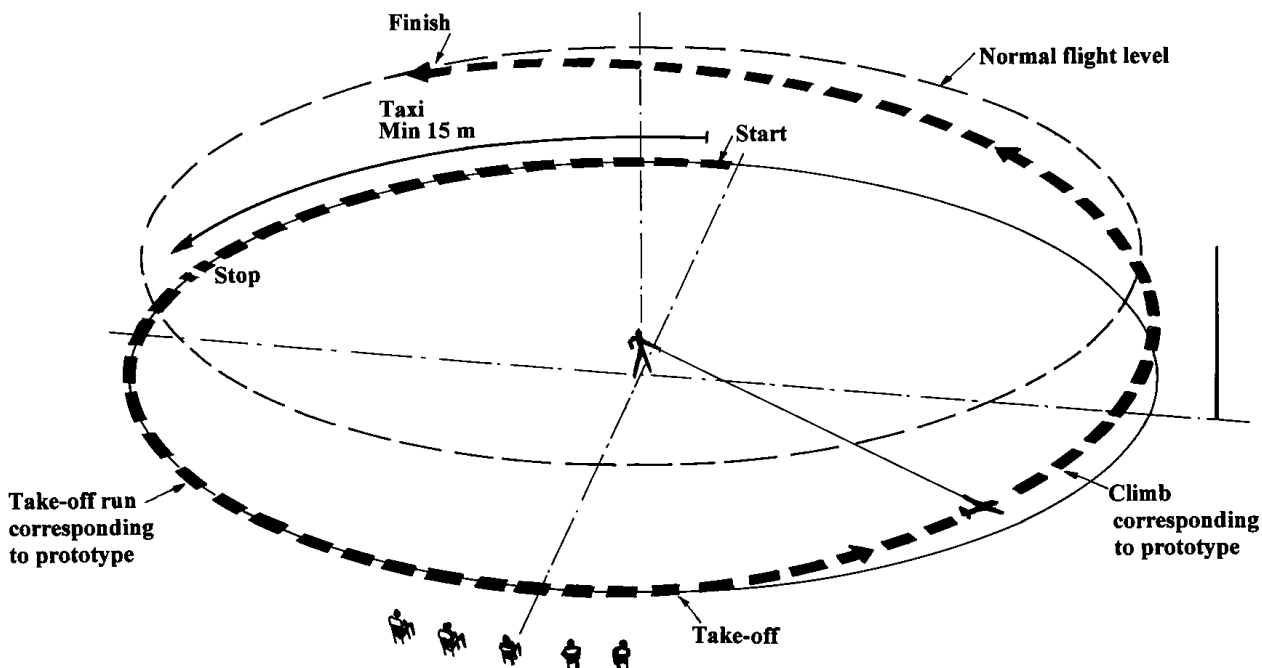 Finish
Normal flight level
Taxi
Min 15 m
Start
Stop
Take-off run
corresponding
to prototype
Climb
corresponding
to prototype
Take-off